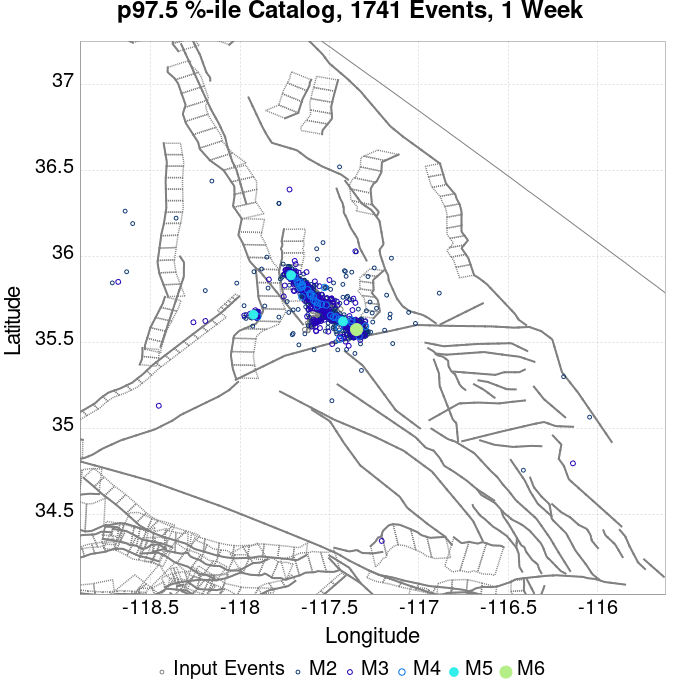 p97.5 %-ile Catalog, 1741 Events, 1 Week
37
36.5
36
35.5
35
34.5
Latitude
-118.5 -118 -117.5 -117 -116.5 -116
Longitude
Input Events M2 M3 M4 M5 M6